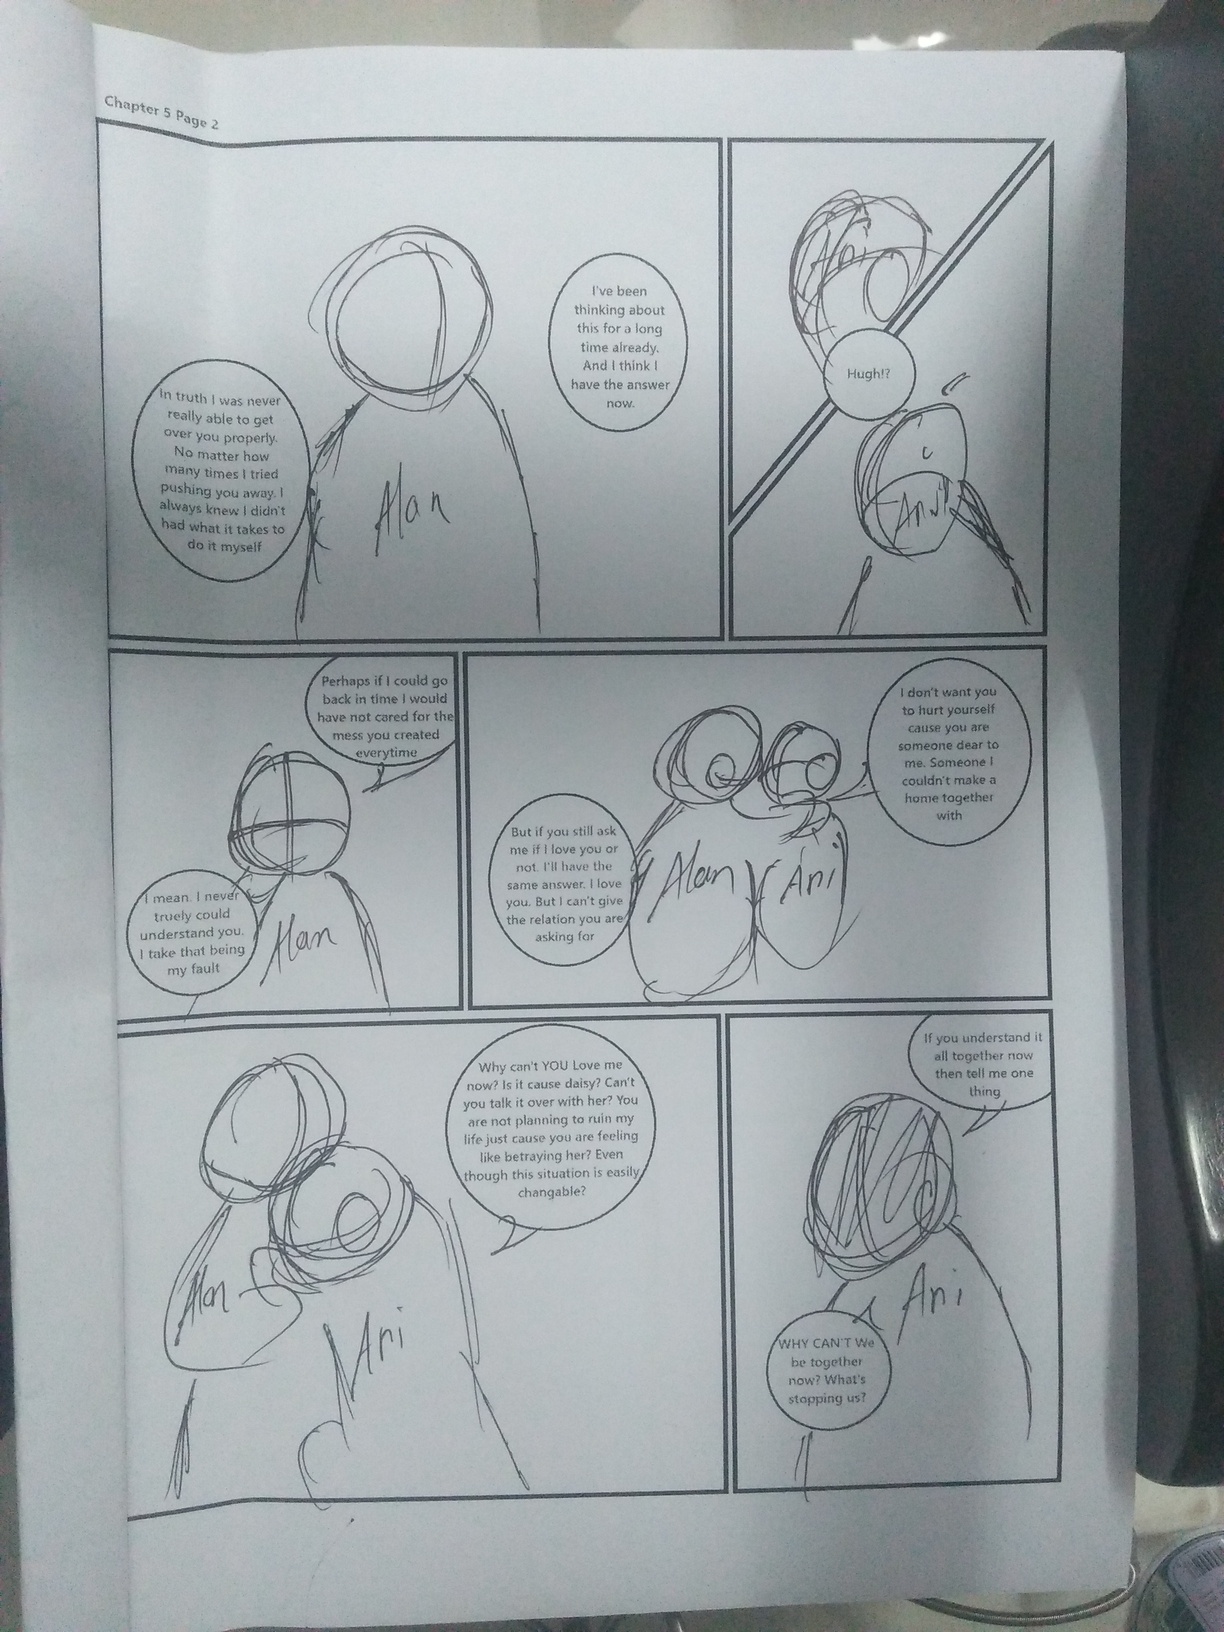 Chapter 5 Page 2
I've been
thinking about
this for a long
time already.
And I think I
have the answer
now.
In truth I was never
really able to get
over you properly.
No matter how
many times I tried
pushing you away. I
always knew I didn't
had what it takes to
do it myself
Alan
Ani
Hugh!?
Ani
Perhaps if I could go
back in time I would
have not cared for the
mess you created
everytime
I mean. I never
truely could
understand you.
I take that being
my fault
Alan
I don't want you
to hurt yourself
cause you are
someone dear to
me. Someone I
couldn't make a
home together
with
But if you still ask
me if I love you or
not. I'll have the
same answer. I love
you. But I can't give
the relation you are
asking for
Alan
Ani
Why can't YOU Love me
now? Is it cause daisy? Can't
you talk it over with her? You
are not planning to ruin my
life just cause you are feeling
like betraying her? Even
though this situation is easily
changable?
Alan
Ani
If you understand it
all together now
then tell me one
thing
Ani
WHY CAN'T We
be together
now? What's
stopping us?